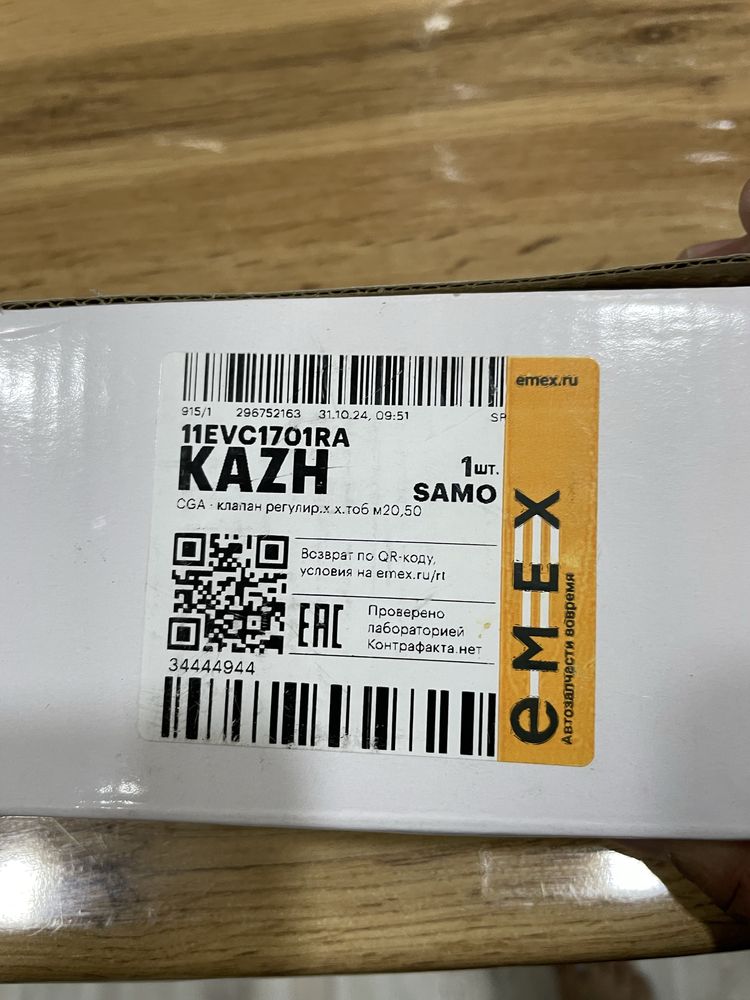 emex.ru
915/1 296752163 31.10.24, 09:51 SP
11EVC1701RA
KAZH
1шт.
SAMO
CGA - клапан регулир.х.х.тоб м20,50
Возврат по QR-коду,
условия на emex.ru/rt
EAC
Проверено
лабораторией
Контрафакта.нет
34444944
e-M-E-X
Автозапчасти вовремя